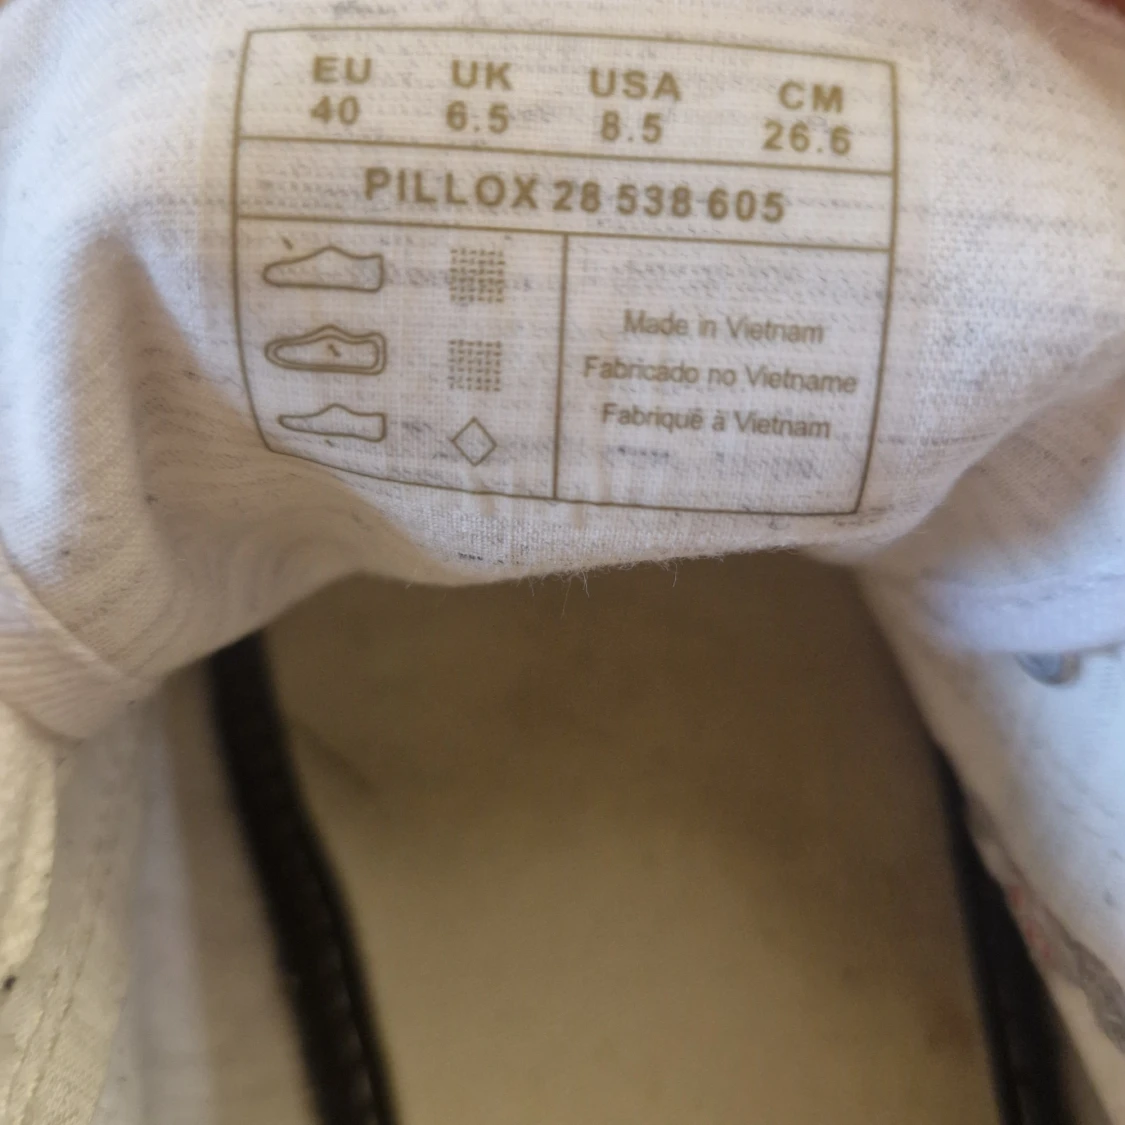 EU UK USA CM
40 6.5 8.5 26.6
PILLOX 28 538 605
Made in Vietnam
Fabricado no Vietname
Fabriquê à Vietnam